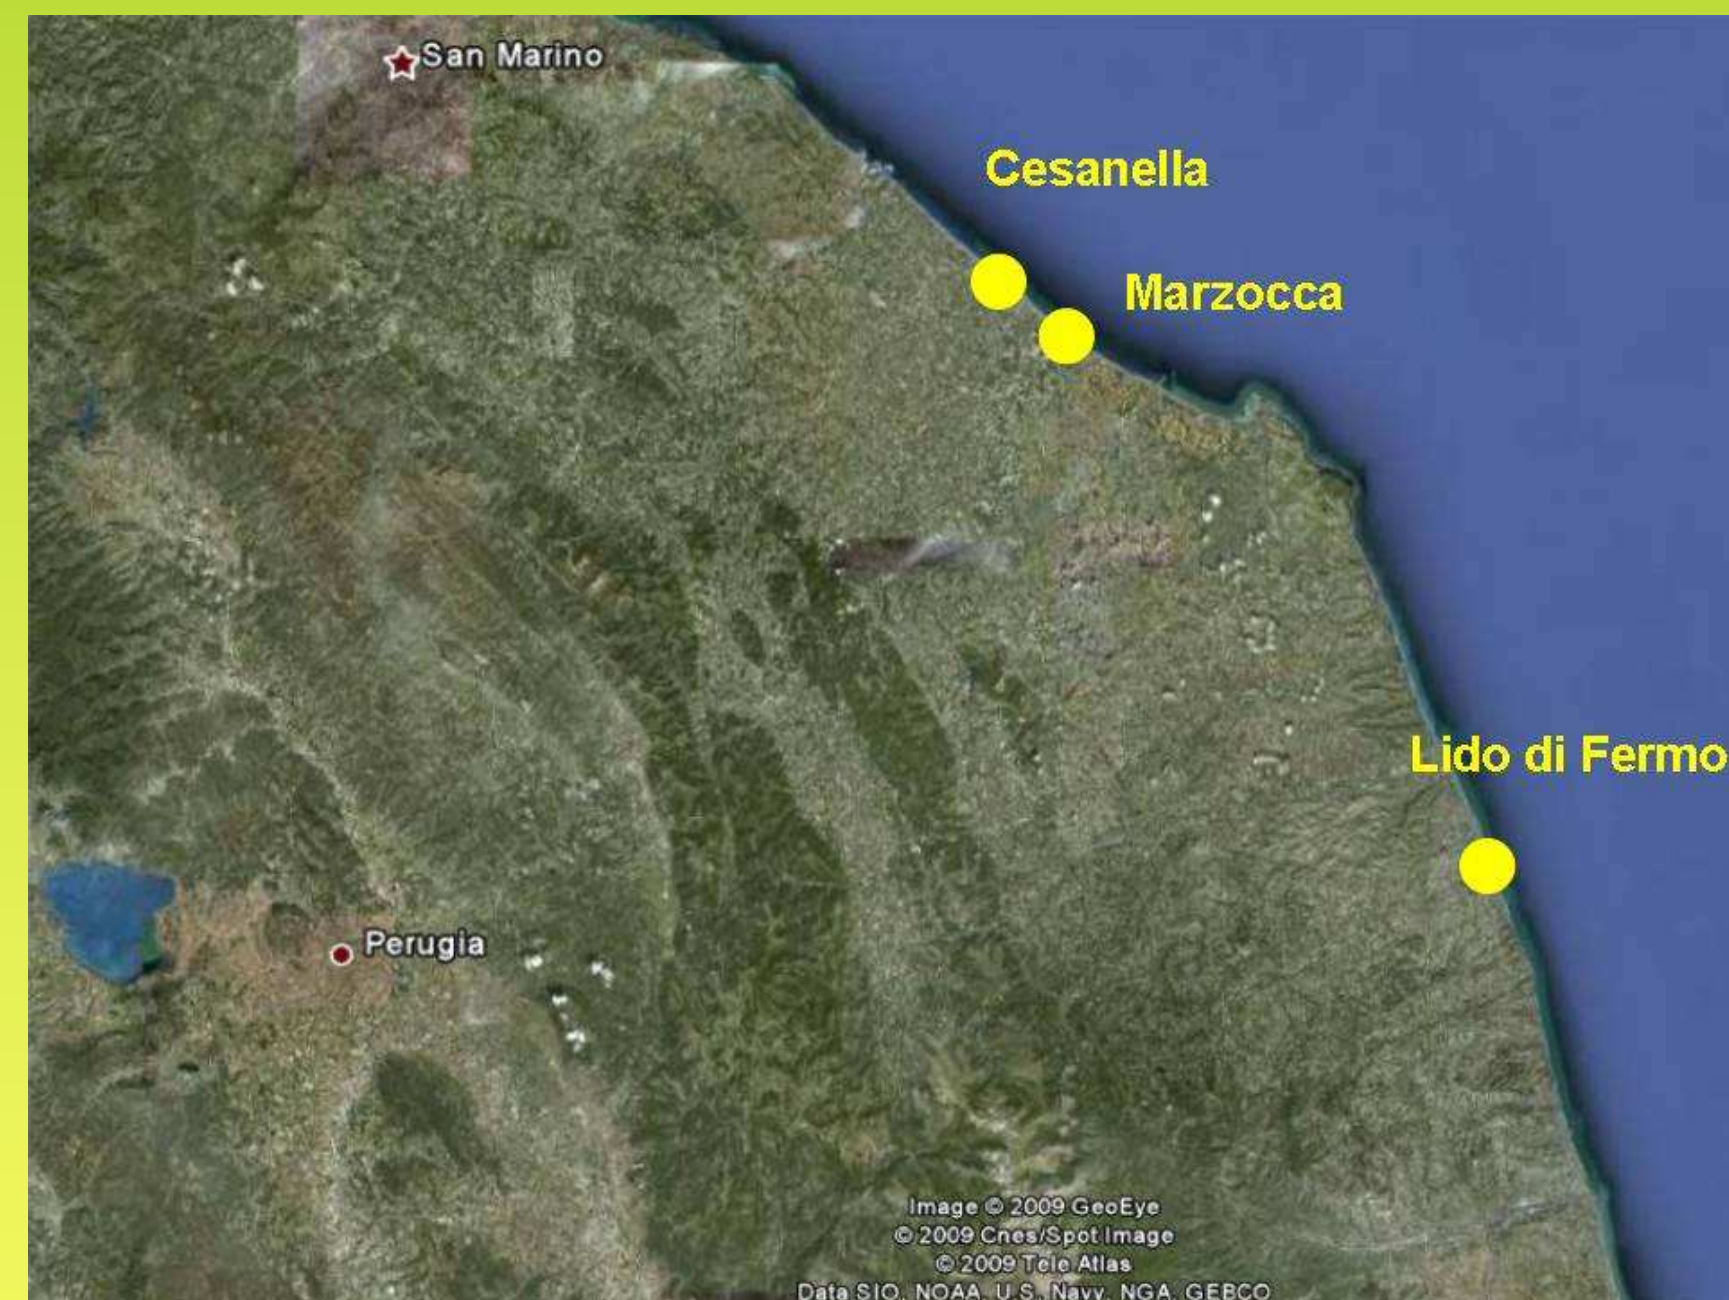 San Marino
Cesanella
Marzocca
Lido di Fermo
Perugia
Image © 2009 GeoEye
© 2009 Cnes/Spot Image
© 2009 Tele Atlas
Data SIO, NOAA, U.S. Navy, NGA, GEBCO